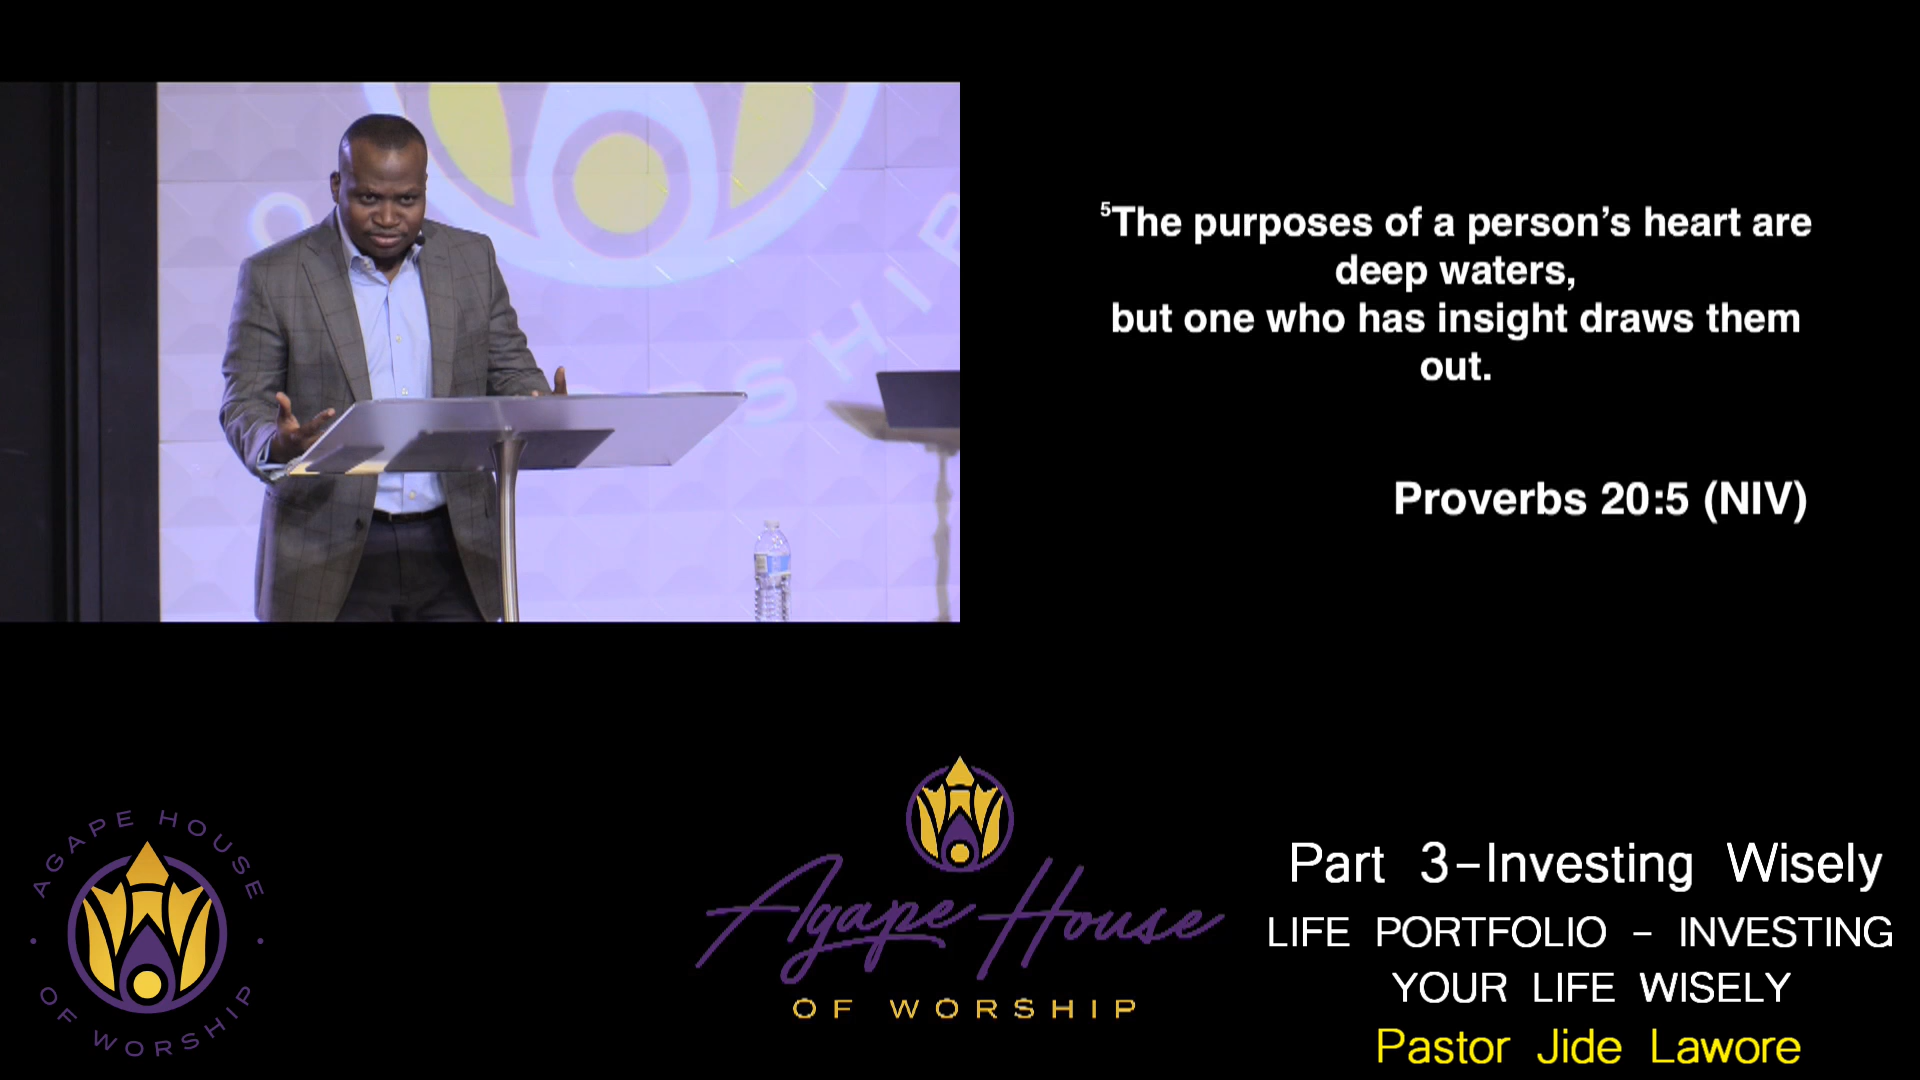 ⁵The purposes of a person’s heart are
deep waters,
but one who has insight draws them
out.
Proverbs 20:5 (NIV)
AGAPE HOUSE
OF WORSHIP
Agape House
OF WORSHIP
Part 3-Investing Wisely
LIFE PORTFOLIO - INVESTING
YOUR LIFE WISELY
Pastor Jide Lawore